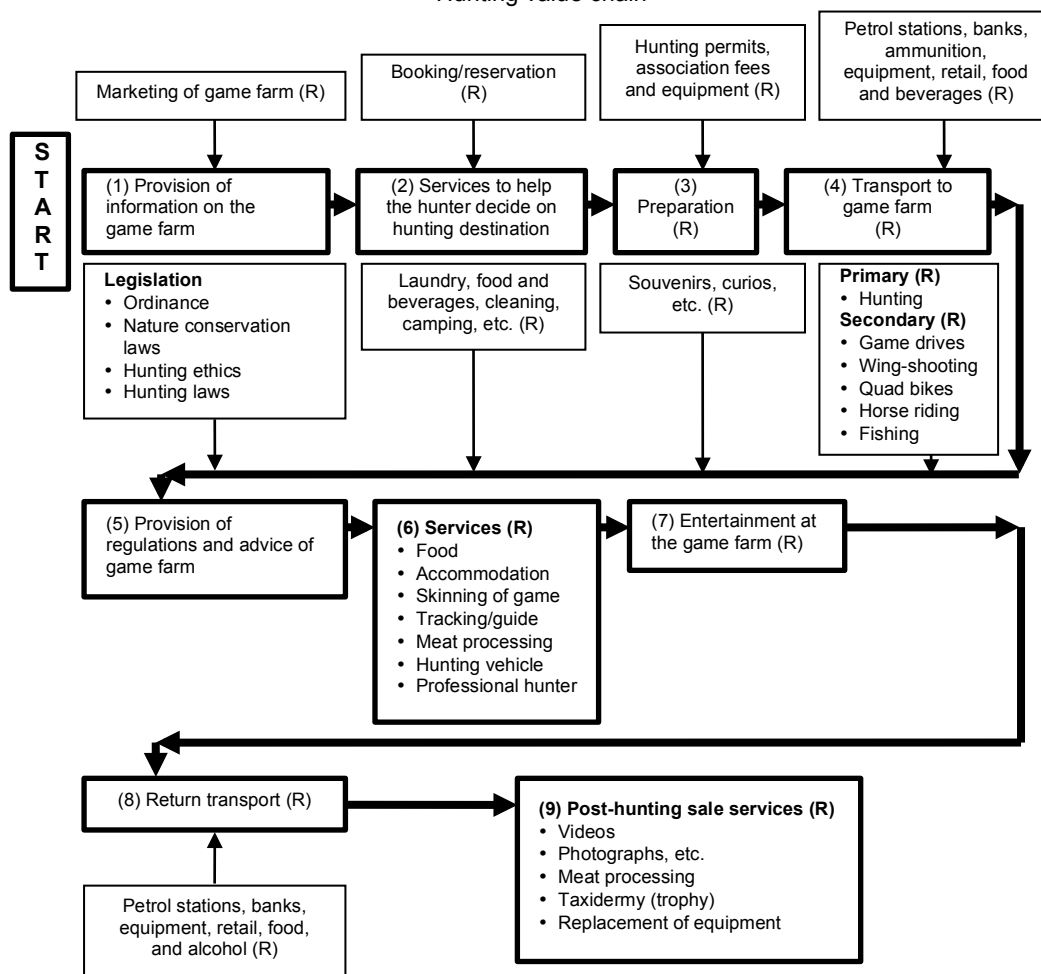 Hunting value chain
Marketing of game farm (R)
Booking/reservation
(R)
Hunting permits,
association fees
and equipment (R)
Petrol stations, banks,
ammunition,
equipment, retail, food
and beverages (R)
S
T
A
R
T
(1) Provision of
information on the
game farm
(2) Services to help
the hunter decide on
hunting destination
(3)
Preparation
(R)
(4) Transport to
game farm
(R)
Legislation
• Ordinance
• Nature conservation
laws
• Hunting ethics
• Hunting laws
Laundry, food and
beverages, cleaning,
camping, etc. (R)
Souvenirs, curios,
etc. (R)
Primary (R)
• Hunting
Secondary (R)
• Game drives
• Wing-shooting
• Quad bikes
• Horse riding
• Fishing
(5) Provision of
regulations and advice of
game farm
(6) Services (R)
• Food
• Accommodation
• Skinning of game
• Tracking/guide
• Meat processing
• Hunting vehicle
• Professional hunter
(7) Entertainment at
the game farm (R)
(8) Return transport (R)
(9) Post-hunting sale services (R)
• Videos
• Photographs, etc.
• Meat processing
• Taxidermy (trophy)
• Replacement of equipment
Petrol stations, banks,
equipment, retail, food,
and alcohol (R)